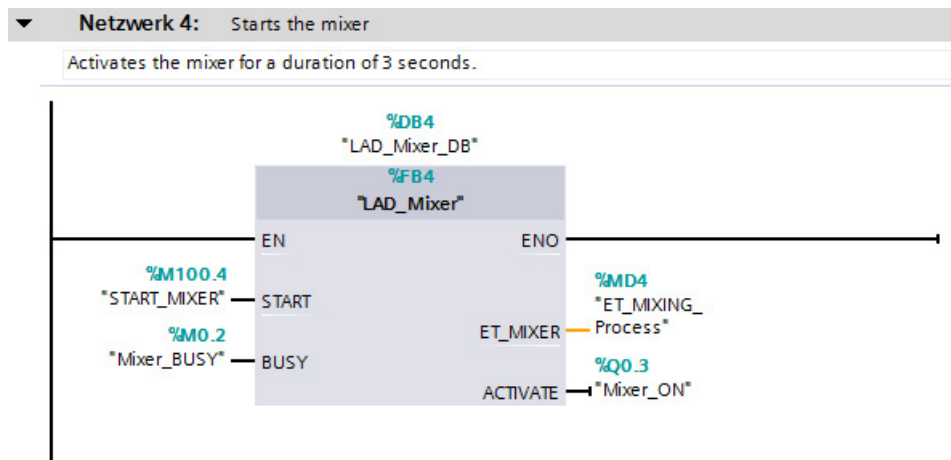 Netzwerk 4: Starts the mixer
Activates the mixer for a duration of 3 seconds.
%DB4
"LAD_Mixer_DB"
%FB4
"LAD_Mixer"
EN ENO
%M100.4
"START_MIXER" START
%MD4
"ET_MIXING_
Process"
ET_MIXER
%M0.2
"Mixer_BUSY" BUSY
%Q0.3
ACTIVATE "Mixer_ON"